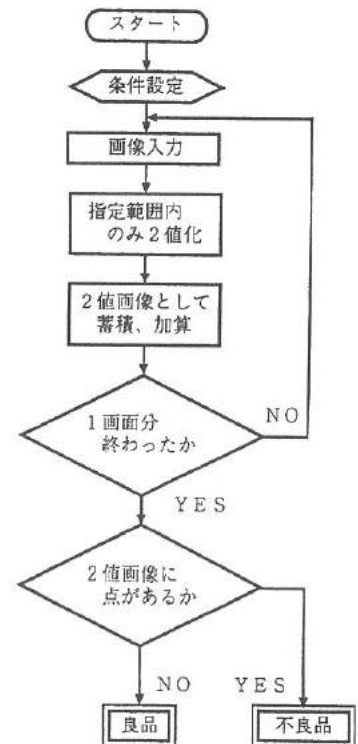 スタート
条件設定
画像入力
指定範囲内
のみ2値化
2値画像として
蓄積、加算
1画面分
終わったか
NO
YES
2値画像に
点があるか
NO
YES
良品
不良品